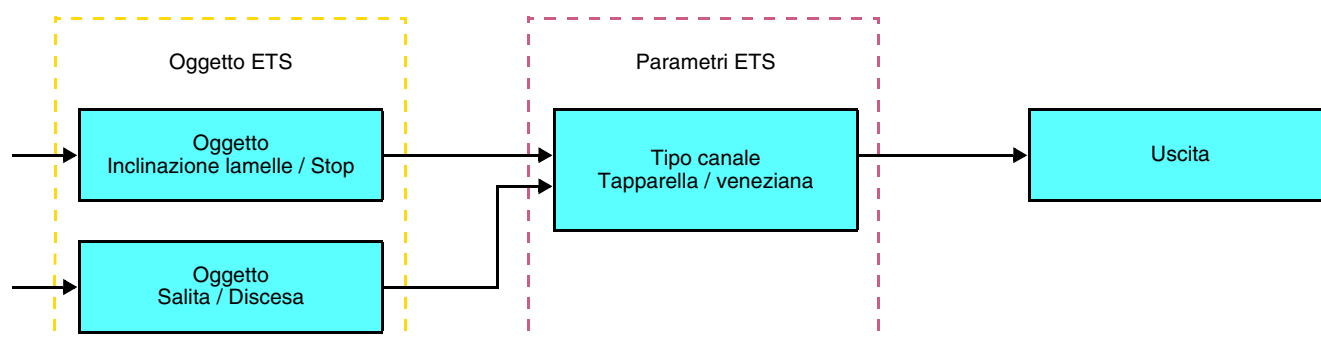 Oggetto ETS
Parametri ETS
Oggetto
Inclinazione lamelle / Stop
Tipo canale
Tapparella / veneziana
Uscita
Oggetto
Salita / Discesa